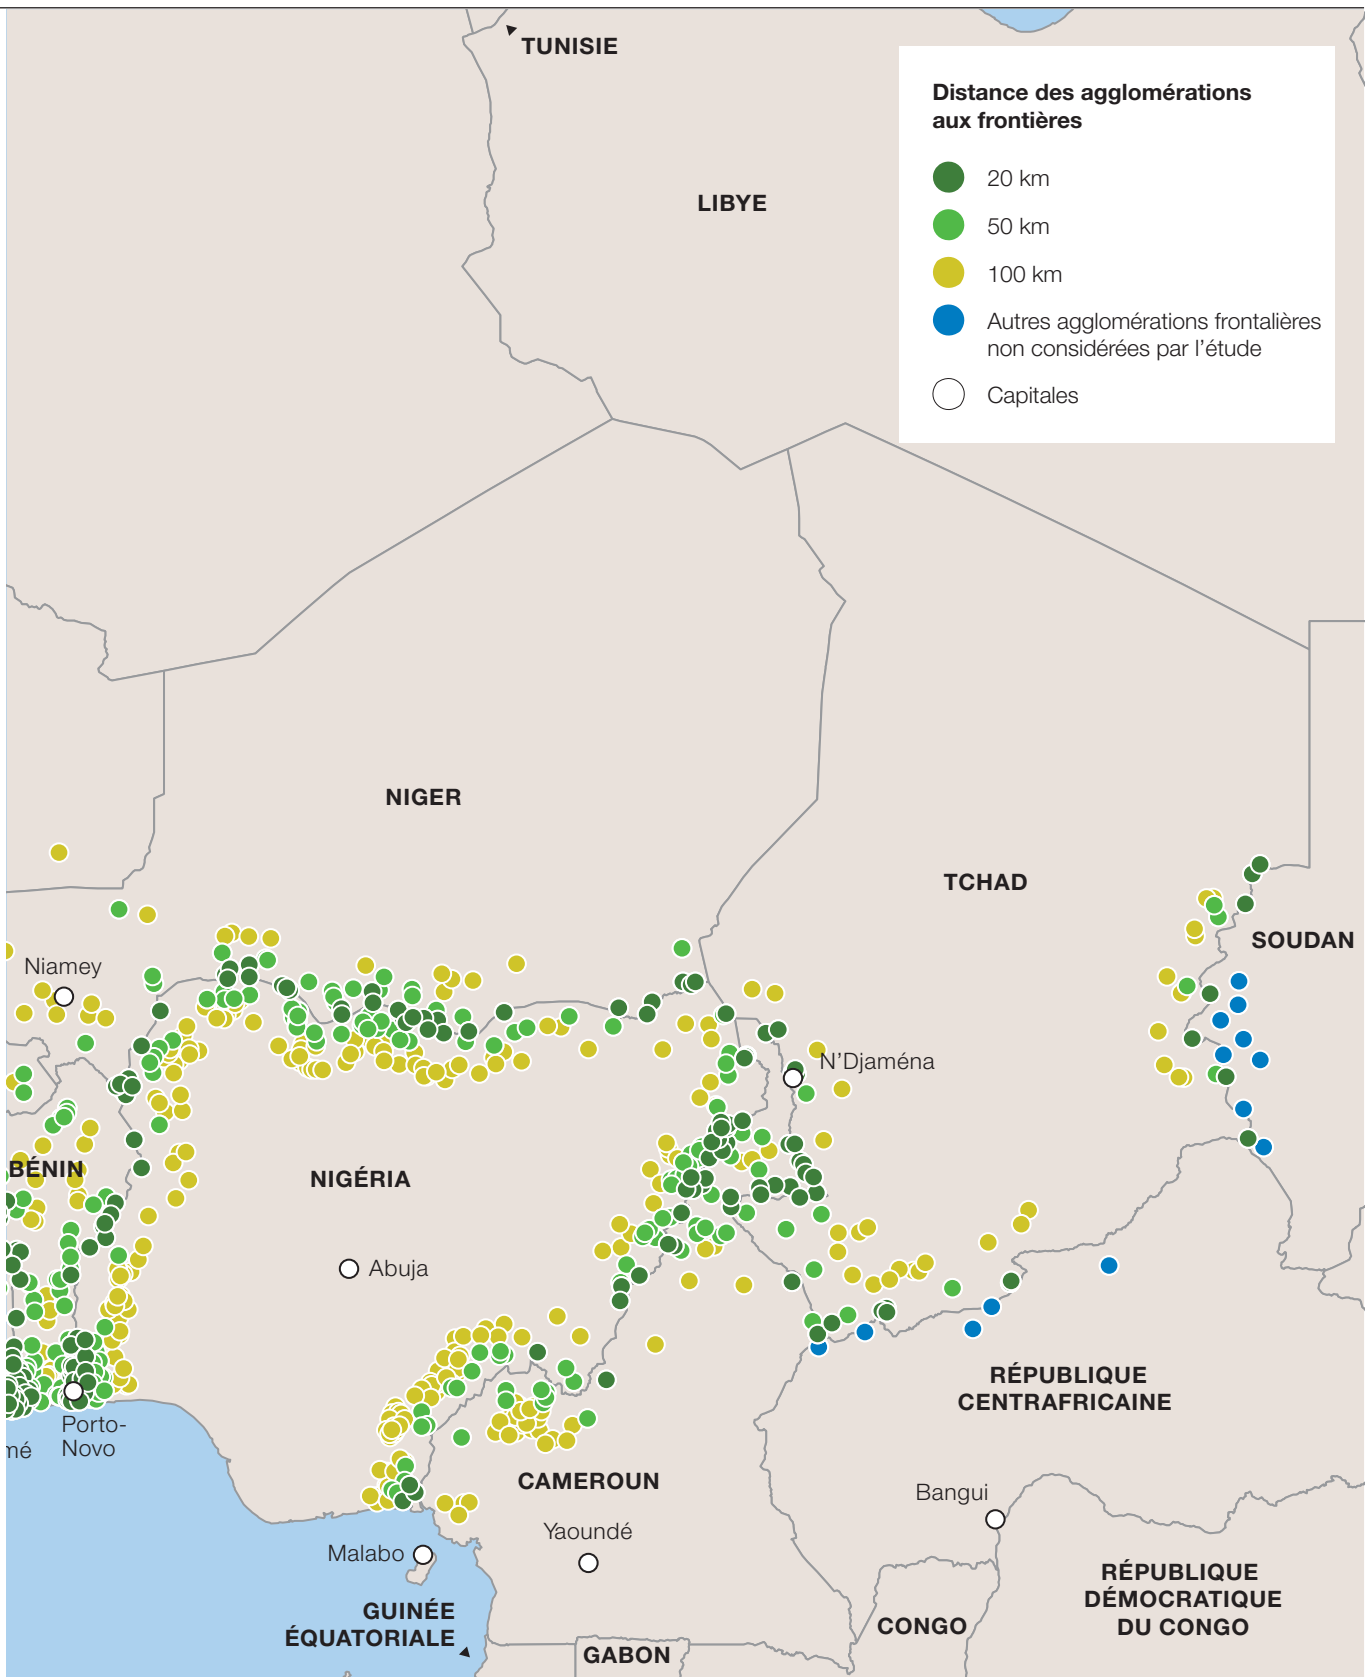 TUNISIE
Distance des agglomérations
aux frontières
20 km
50 km
100 km
Autres agglomérations frontalières
non considérées par l'étude
Capitales
LIBYE
NIGER
TCHAD
SOUDAN
Niamey
N'Djaména
BÉNIN
NIGÉRIA
Abuja
RÉPUBLIQUE
CENTRAFRICAINE
Porto-
Novo
mé
CAMEROUN
Bangui
Yaoundé
Malabo
RÉPUBLIQUE
DÉMOCRATIQUE
DU CONGO
GUINÉE
ÉQUATORIALE
CONGO
GABON